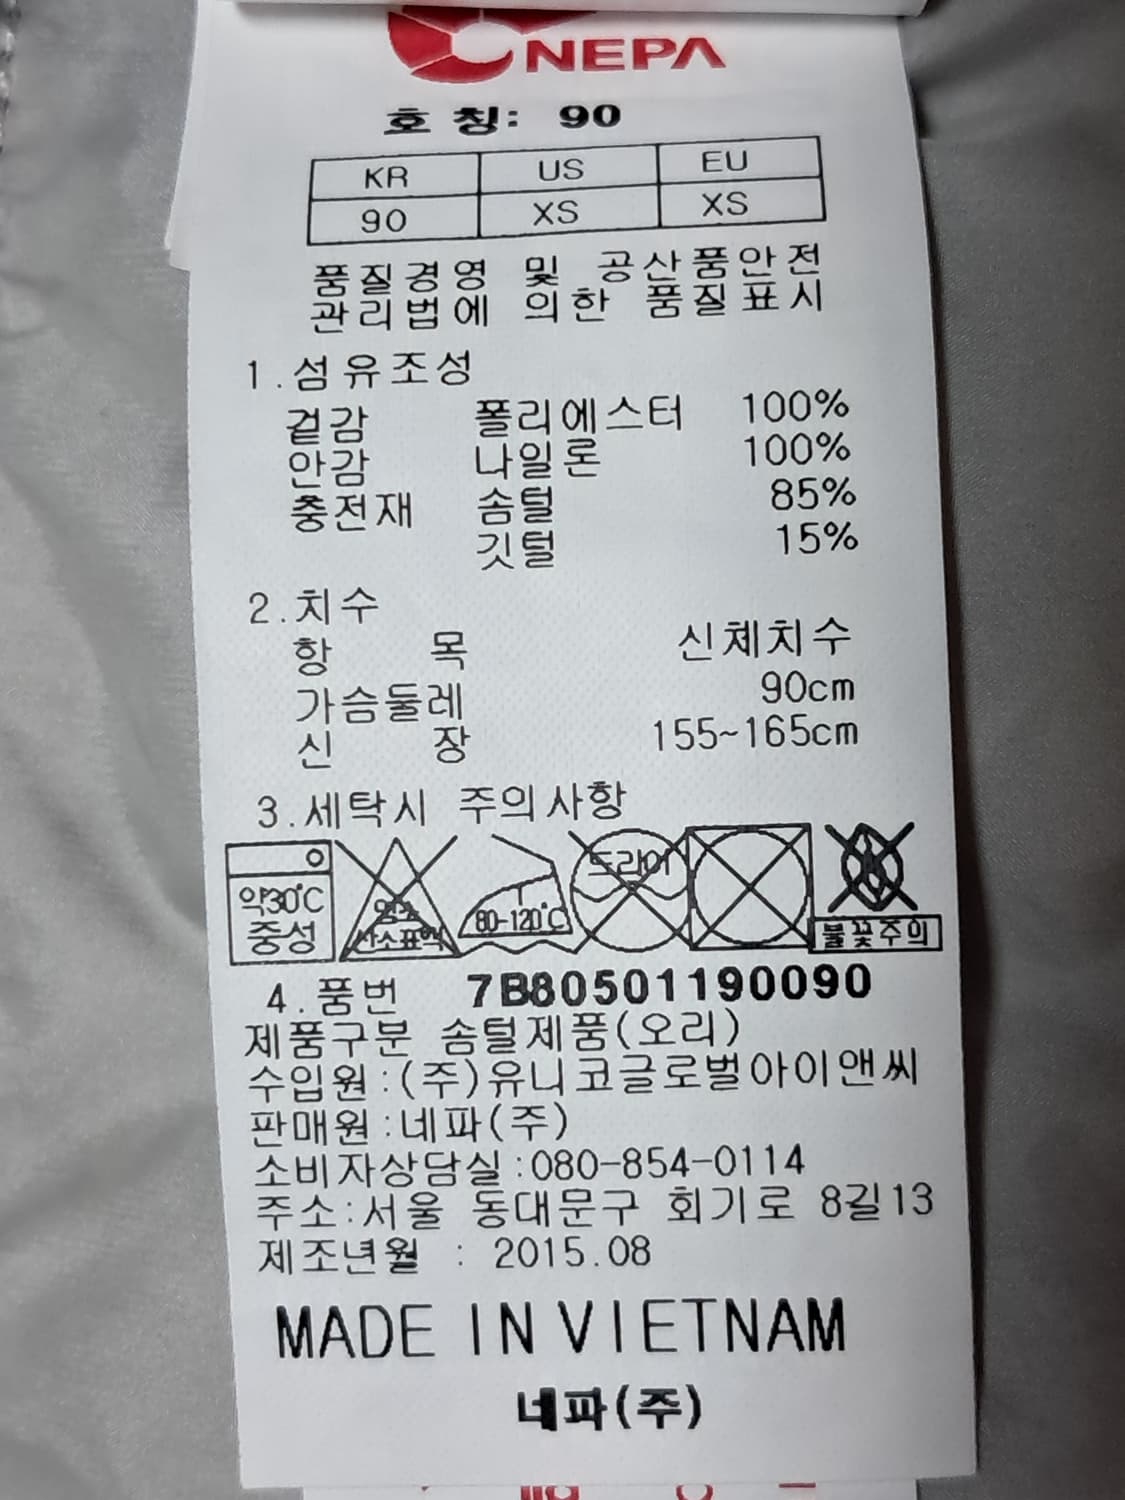 NEPA
호 칭: 90
KR US EU
90 XS XS
품질경영 및 공산품안전
관리법에 의한 품질표시
1.섬유조성
겉감 폴리에스터 100%
안감 나일론 100%
충전재 솜털 85%
깃털 15%
2.치수
항 목 신체치수
가슴둘레 90cm
신 장 155~165cm
3.세탁시 주의사항
약30℃
중성
염소
산소표백
80-120℃
드라이
불꽃주의
4.품번 7B80501190090
제품구분 솜털제품(오리)
수입원:(주)유니코글로벌아이앤씨
판매원:네파(주)
소비자상담실:080-854-0114
주소:서울 동대문구 회기로 8길13
제조년월 : 2015.08
MADE IN VIETNAM
네파(주)